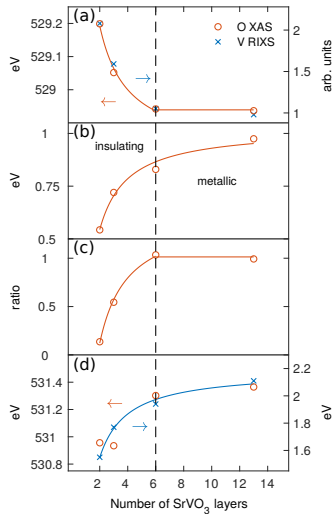 (a)
O XAS
V RIXS
529.2
529.1
529
eV
2
1.5
1
arb. units
(b)
insulating
metallic
1
0.75
0.5
eV
(c)
1
0.5
0
ratio
(d)
531.4
531.2
531
530.8
eV
2.2
2
1.8
1.6
eV
0 2 4 6 8 10 12 14
Number of SrVO₃ layers